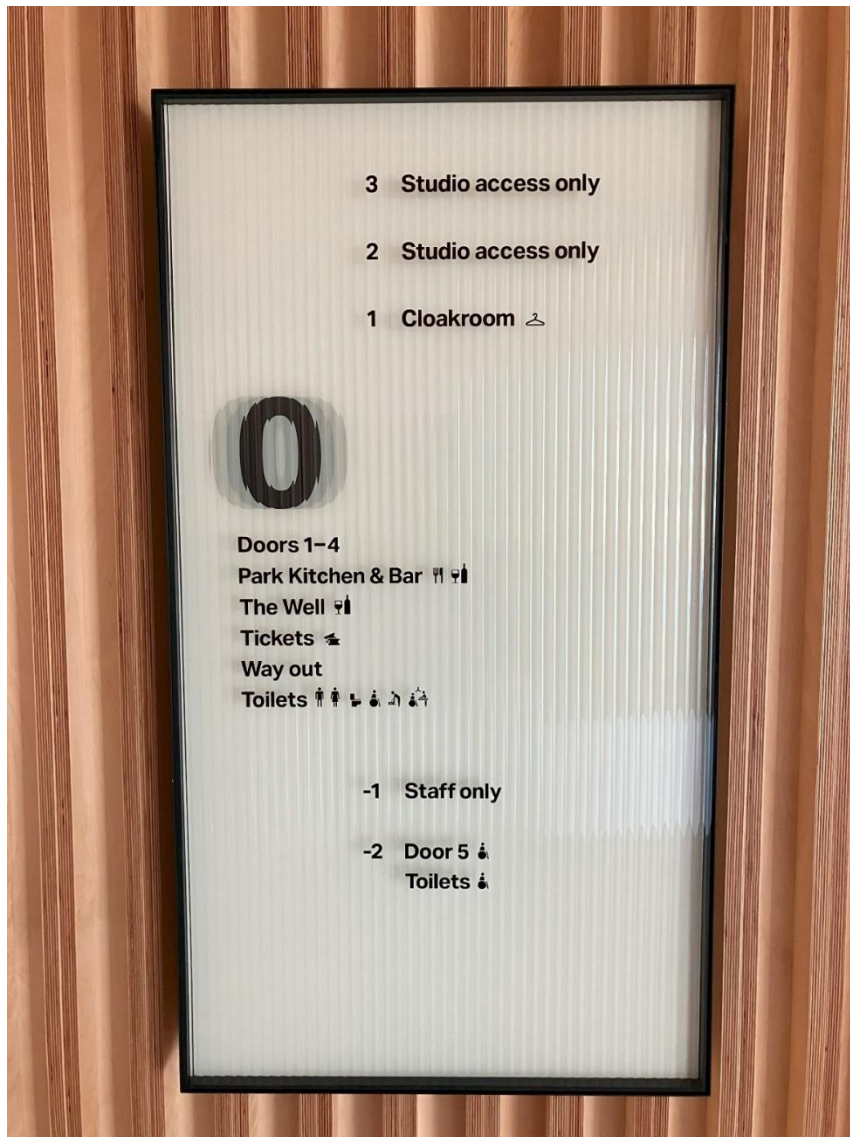 3 Studio access only
2 Studio access only
1 Cloakroom
0
Doors 1–4
Park Kitchen & Bar
The Well
Tickets
Way out
Toilets
-1 Staff only
-2 Door 5
Toilets